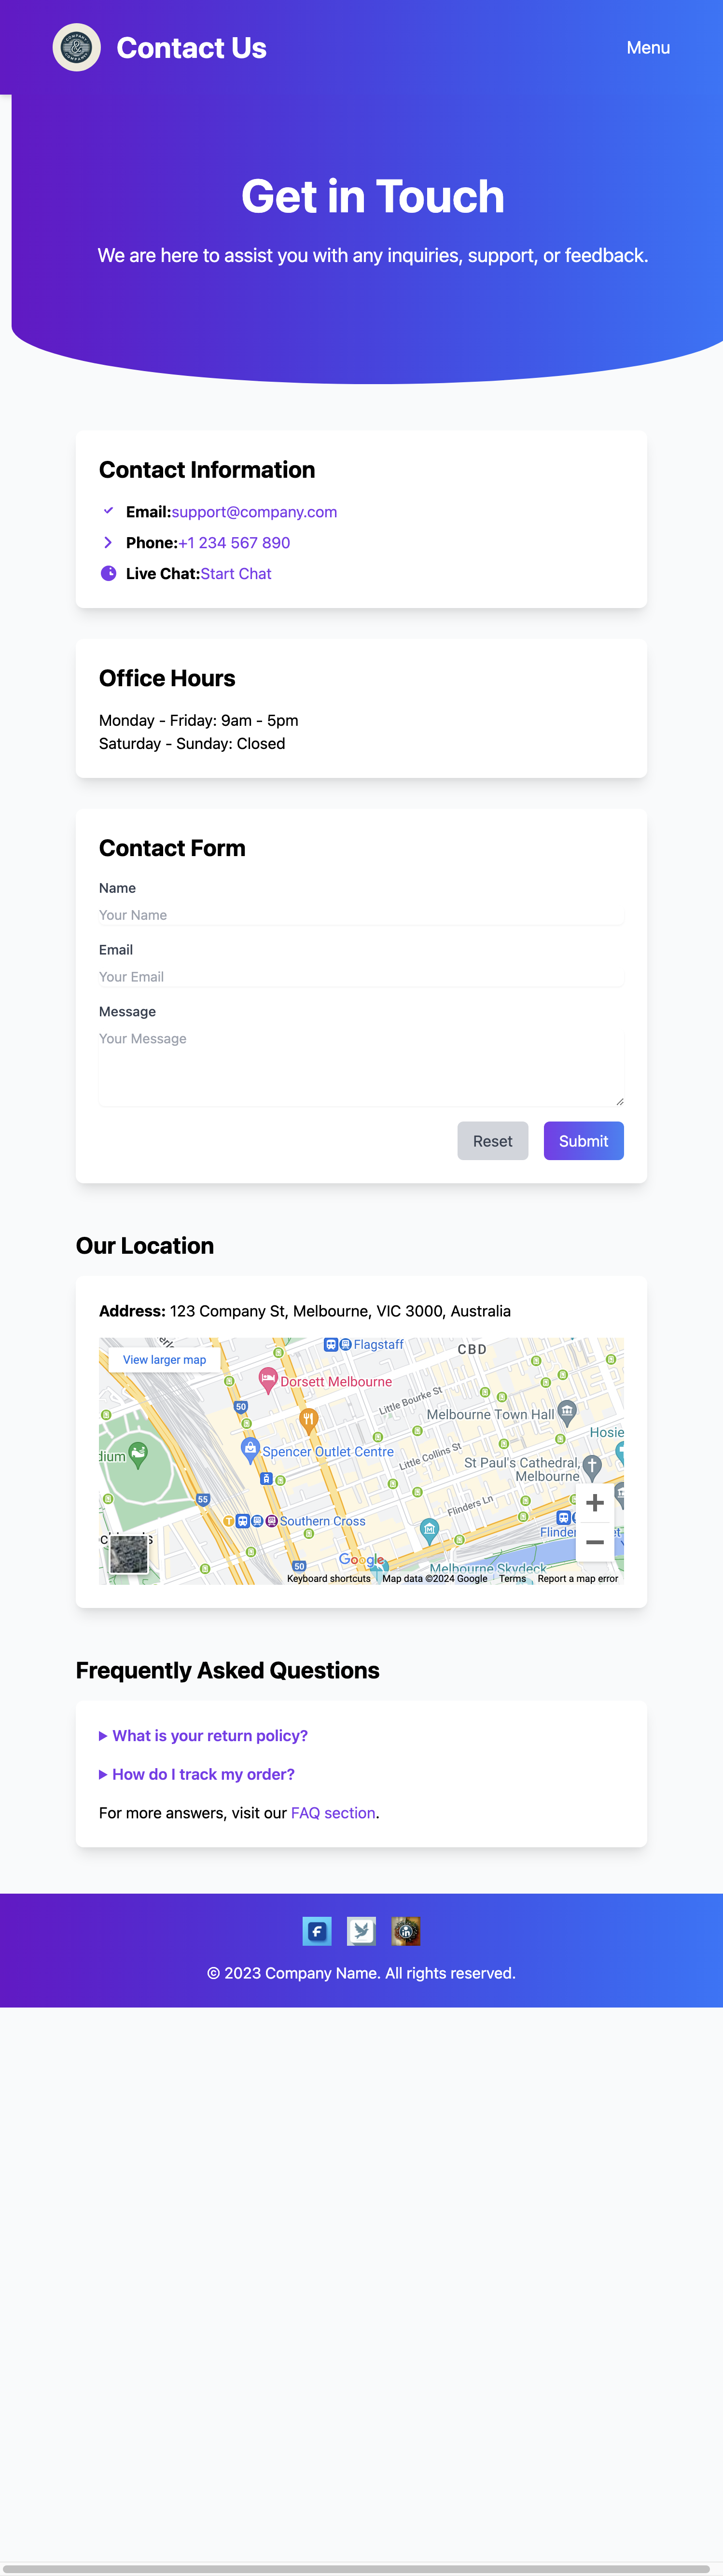 COMPANY
&
COMPANY
Contact Us
Menu
Get in Touch
We are here to assist you with any inquiries, support, or feedback.
Contact Information
Email:support@company.com
Phone:+1 234 567 890
Live Chat:Start Chat
Office Hours
Monday - Friday: 9am - 5pm
Saturday - Sunday: Closed
Contact Form
Name
Your Name
Email
Your Email
Message
Your Message
Reset
Submit
Our Location
Address: 123 Company St, Melbourne, VIC 3000, Australia
View larger map
Flagstaff
CBD
Dorsett Melbourne
Little Bourke St
50
Melbourne Town Hall
Hosie
Spencer Outlet Centre
dium
Little Collins St
St Paul's Cathedral,
Melbourne
55
Flinders Ln
Southern Cross
Flinder
50
Google
Melbourne Skydeck
Keyboard shortcuts
Map data ©2024 Google
Terms
Report a map error
Frequently Asked Questions
What is your return policy?
How do I track my order?
For more answers, visit our FAQ section.
© 2023 Company Name. All rights reserved.